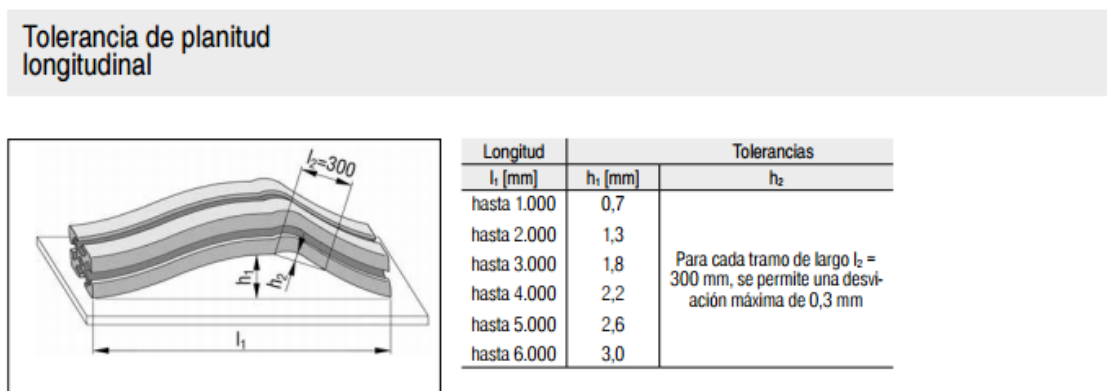 Tolerancia de planitud
longitudinal
l₂=300
h₁
h₂
l₁
Longitud Tolerancias
l₁ [mm] h₁ [mm] h₂
hasta 1.000 0,7
hasta 2.000 1,3
hasta 3.000 1,8
hasta 4.000 2,2
hasta 5.000 2,6
hasta 6.000 3,0
Para cada tramo de largo l₂ =
300 mm, se permite una desvi-
ación máxima de 0,3 mm